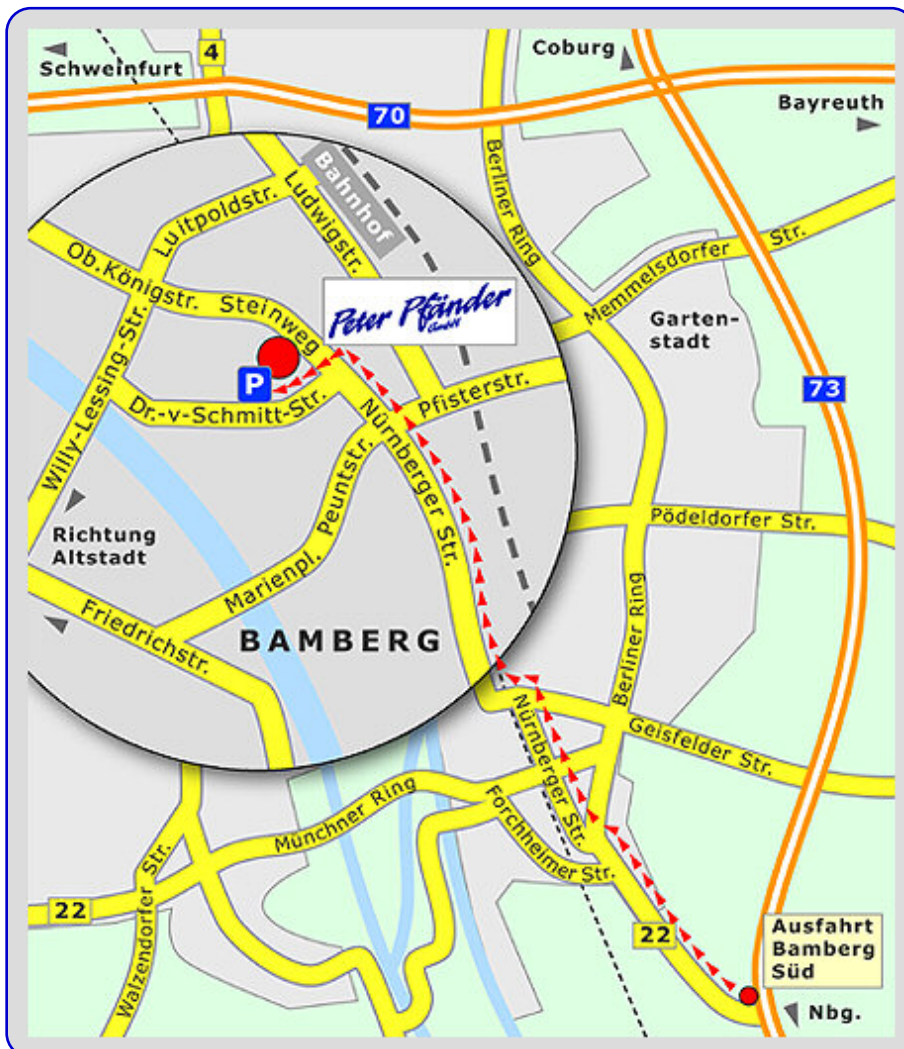 4
Coburg
Schweinfurt
70
Bayreuth
Berliner Ring
Bahnhof
Luitpoldstr.
Ludwigstr.
Memmelsdorfer Str.
Ob.Königstr.
Steinweg
Peter Pfänder
GmbH
Garten-
stadt
P
73
Willy-Lessing-Str.
Dr.-v-Schmitt-Str.
Pfisterstr.
Nürnberger Str.
Peuntstr.
Pödeldorfer Str.
Richtung
Altstadt
Marienpl.
Friedrichstr.
BAMBERG
Berliner Ring
Nürnberger Str.
Geisfelder Str.
Münchner Ring
Forchheimer Str.
Walzendorfer Str.
22
22
Ausfahrt
Bamberg
Süd
Nbg.